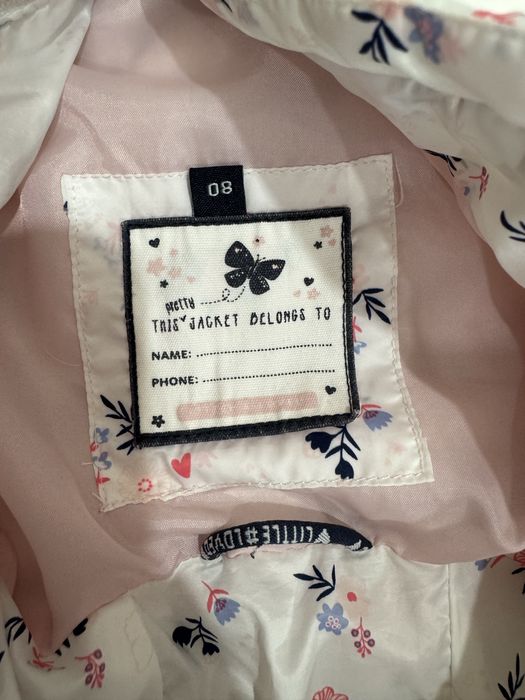 08
pretty
THIS JACKET BELONGS TO
NAME:
PHONE: